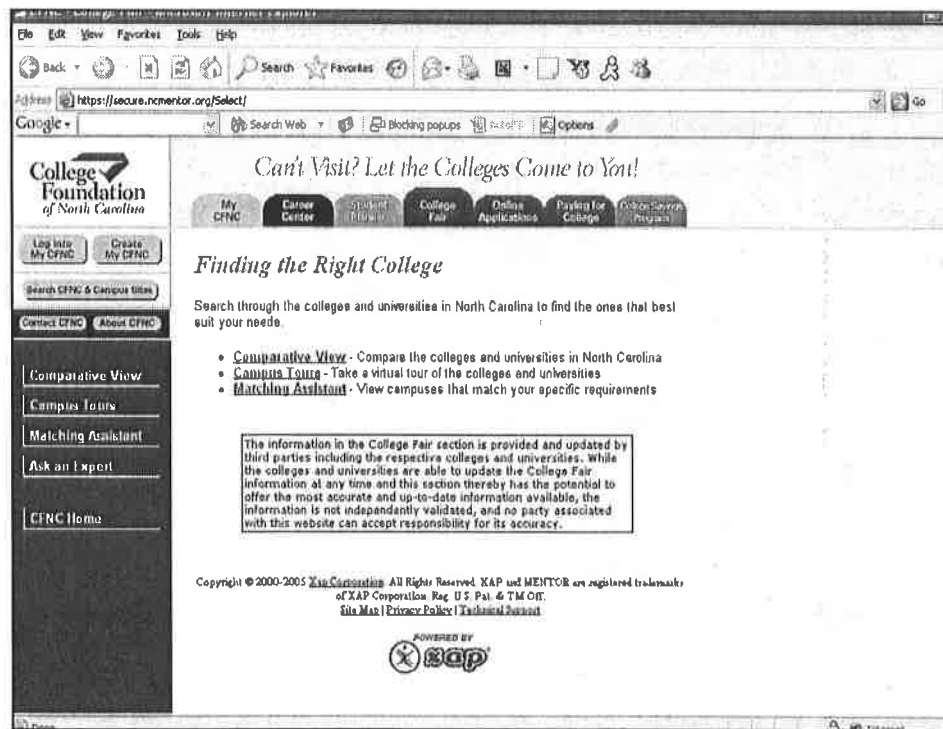 CFNC - College Fair
File Edit View Favorites Tools Help
Back Search Favorites
Address https://secure.ncmentor.org/Select/ Go
Google Search Web Blocking popups Options
College
Foundation
of North Carolina
Can't Visit? Let the Colleges Come to You!
My CFNC
Career Center
Student Planner
College Fair
Online Applications
Paying for College
College Savings Program
Log Into My CFNC
Create My CFNC
Search CFNC & Campus Sites
Contact CFNC About CFNC
Comparative View
Campus Tours
Matching Assistant
Ask an Expert
CFNC Home
Finding the Right College
Search through the colleges and universities in North Carolina to find the ones that best
suit your needs.
• Comparative View - Compare the colleges and universities in North Carolina
• Campus Tours - Take a virtual tour of the colleges and universities
• Matching Assistant - View campuses that match your specific requirements
The information in the College Fair section is provided and updated by
third parties including the respective colleges and universities. While
the colleges and universities are able to update the College Fair
information at any time and this section thereby has the potential to
offer the most accurate and up-to-date information available, the
information is not independently validated, and no party associated
with this website can accept responsibility for its accuracy.
Copyright © 2000-2005 Xap Corporation. All Rights Reserved. XAP and MENTOR are registered trademarks
of XAP Corporation. Reg. U.S. Pat. & TM Off.
Site Map | Privacy Policy | Technical Support
POWERED BY
xap
Done